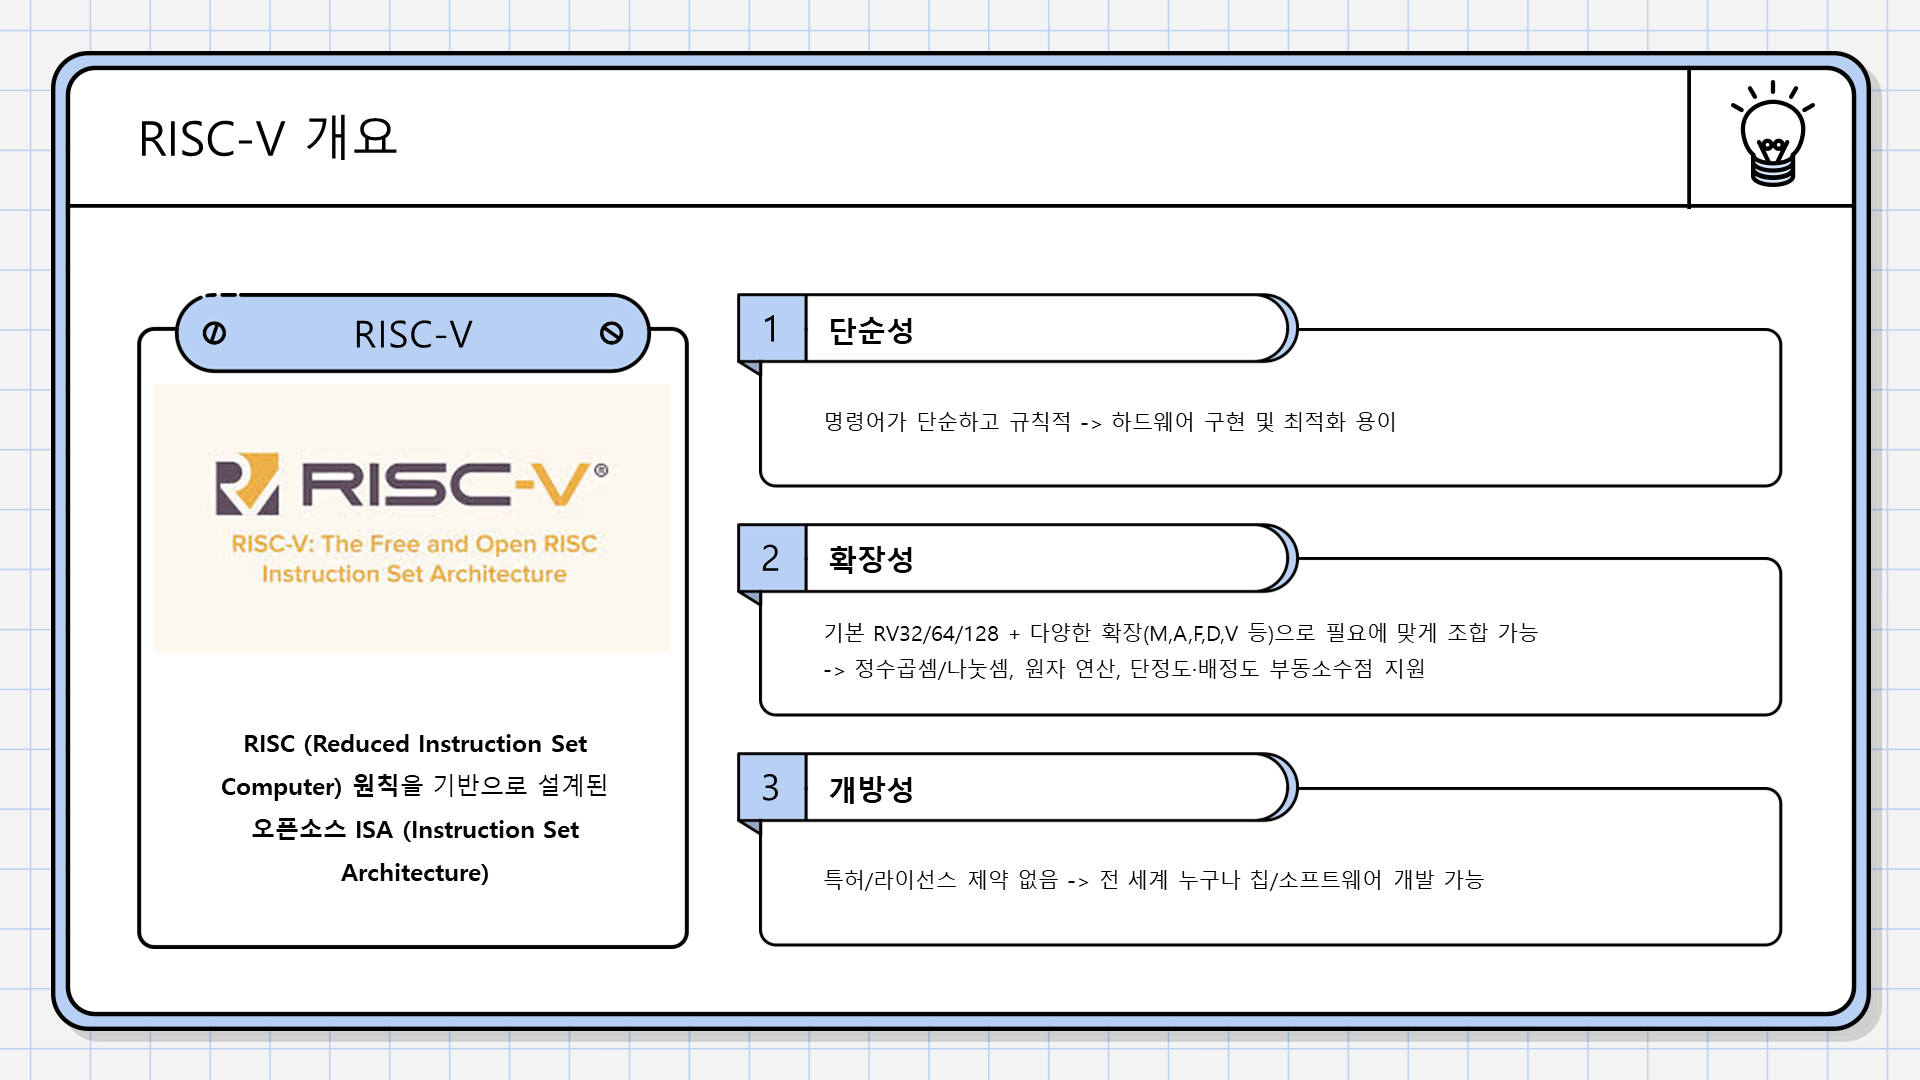 RISC-V 개요
RISC-V
RISC-V®
RISC-V: The Free and Open RISC
Instruction Set Architecture
RISC (Reduced Instruction Set
Computer) 원칙을 기반으로 설계된
오픈소스 ISA (Instruction Set
Architecture)
1 단순성
명령어가 단순하고 규칙적 -> 하드웨어 구현 및 최적화 용이
2 확장성
기본 RV32/64/128 + 다양한 확장(M,A,F,D,V 등)으로 필요에 맞게 조합 가능
-> 정수곱셈/나눗셈, 원자 연산, 단정도·배정도 부동소수점 지원
3 개방성
특허/라이선스 제약 없음 -> 전 세계 누구나 칩/소프트웨어 개발 가능